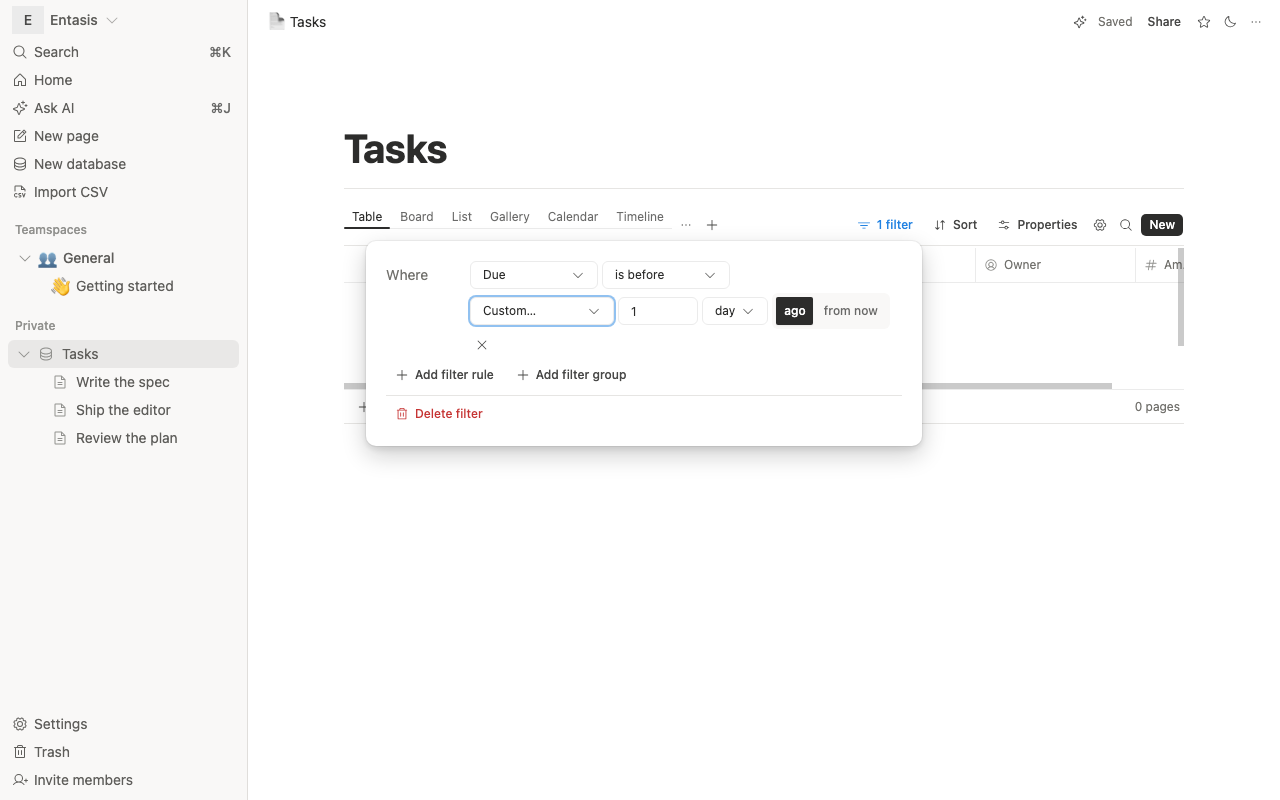 E Entasis
Search ⌘K
Home
Ask AI ⌘J
New page
New database
Import CSV
Teamspaces
General
Getting started
Private
Tasks
Write the spec
Ship the editor
Review the plan
Settings
Trash
Invite members
Tasks
Saved Share
Tasks
Table Board List Gallery Calendar Timeline
1 filter Sort Properties New
Owner Am
Where Due is before
Custom... 1 day ago from now
Add filter rule Add filter group
Delete filter
0 pages